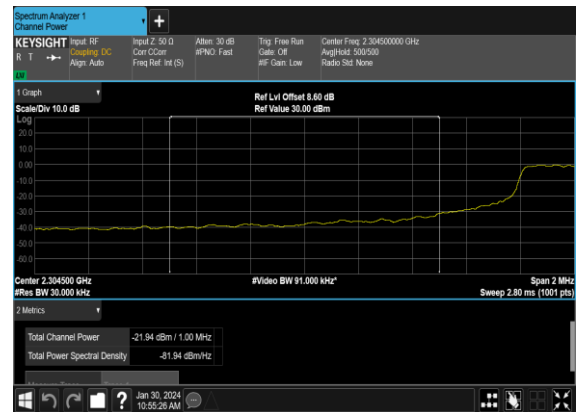 Spectrum Analyzer 1
Channel Power
+
KEYSIGHT
R T
LV
Input: RF
Coupling: DC
Align: Auto
Input Z: 50 Ω
Corr CCorr
Freq Ref: Int (S)
Atten: 30 dB
#PNO: Fast
Trig: Free Run
Gate: Off
#IF Gain: Low
Center Freq: 2.304500000 GHz
Avg|Hold: 500/500
Radio Std: None
1 Graph
Scale/Div 10.0 dB
Ref Lvl Offset 8.60 dB
Ref Value 30.00 dBm
Log
20.0
10.0
0.00
-10.0
-20.0
-30.0
-40.0
-50.0
-60.0
Center 2.304500 GHz
#Res BW 30.000 kHz
#Video BW 91.000 kHz*
Span 2 MHz
Sweep 2.80 ms (1001 pts)
2 Metrics
Total Channel Power -21.94 dBm / 1.00 MHz
Total Power Spectral Density -81.94 dBm/Hz
?
Jan 30, 2024
10:55:26 AM